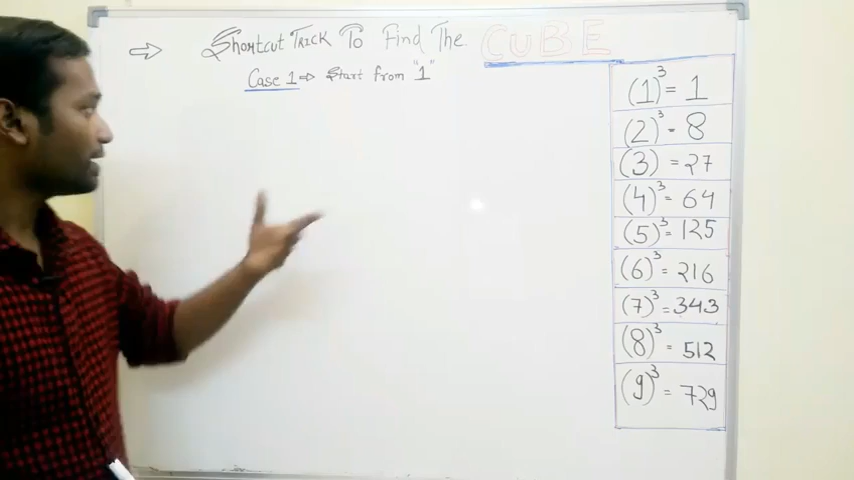 ⇨ Shortcut Trick To Find The CUBE
Case 1 ⇨ Start from "1"
(1)³ = 1
(2)³ = 8
(3) = 27
(4)³ = 64
(5)³ = 125
(6)³ = 216
(7)³ = 343
(8)³ = 512
(9)³ = 729